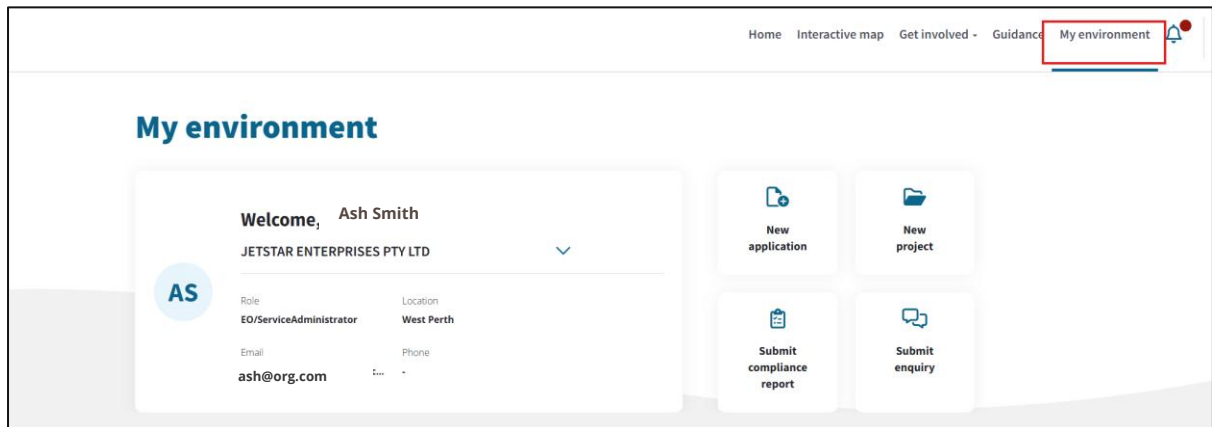 Home Interactive map Get involved - Guidance My environment
My environment
Welcome, Ash Smith
JETSTAR ENTERPRISES PTY LTD
AS
Role Location
EO/ServiceAdministrator West Perth
Email Phone
ash@org.com -
New
application
New
project
Submit
compliance
report
Submit
enquiry